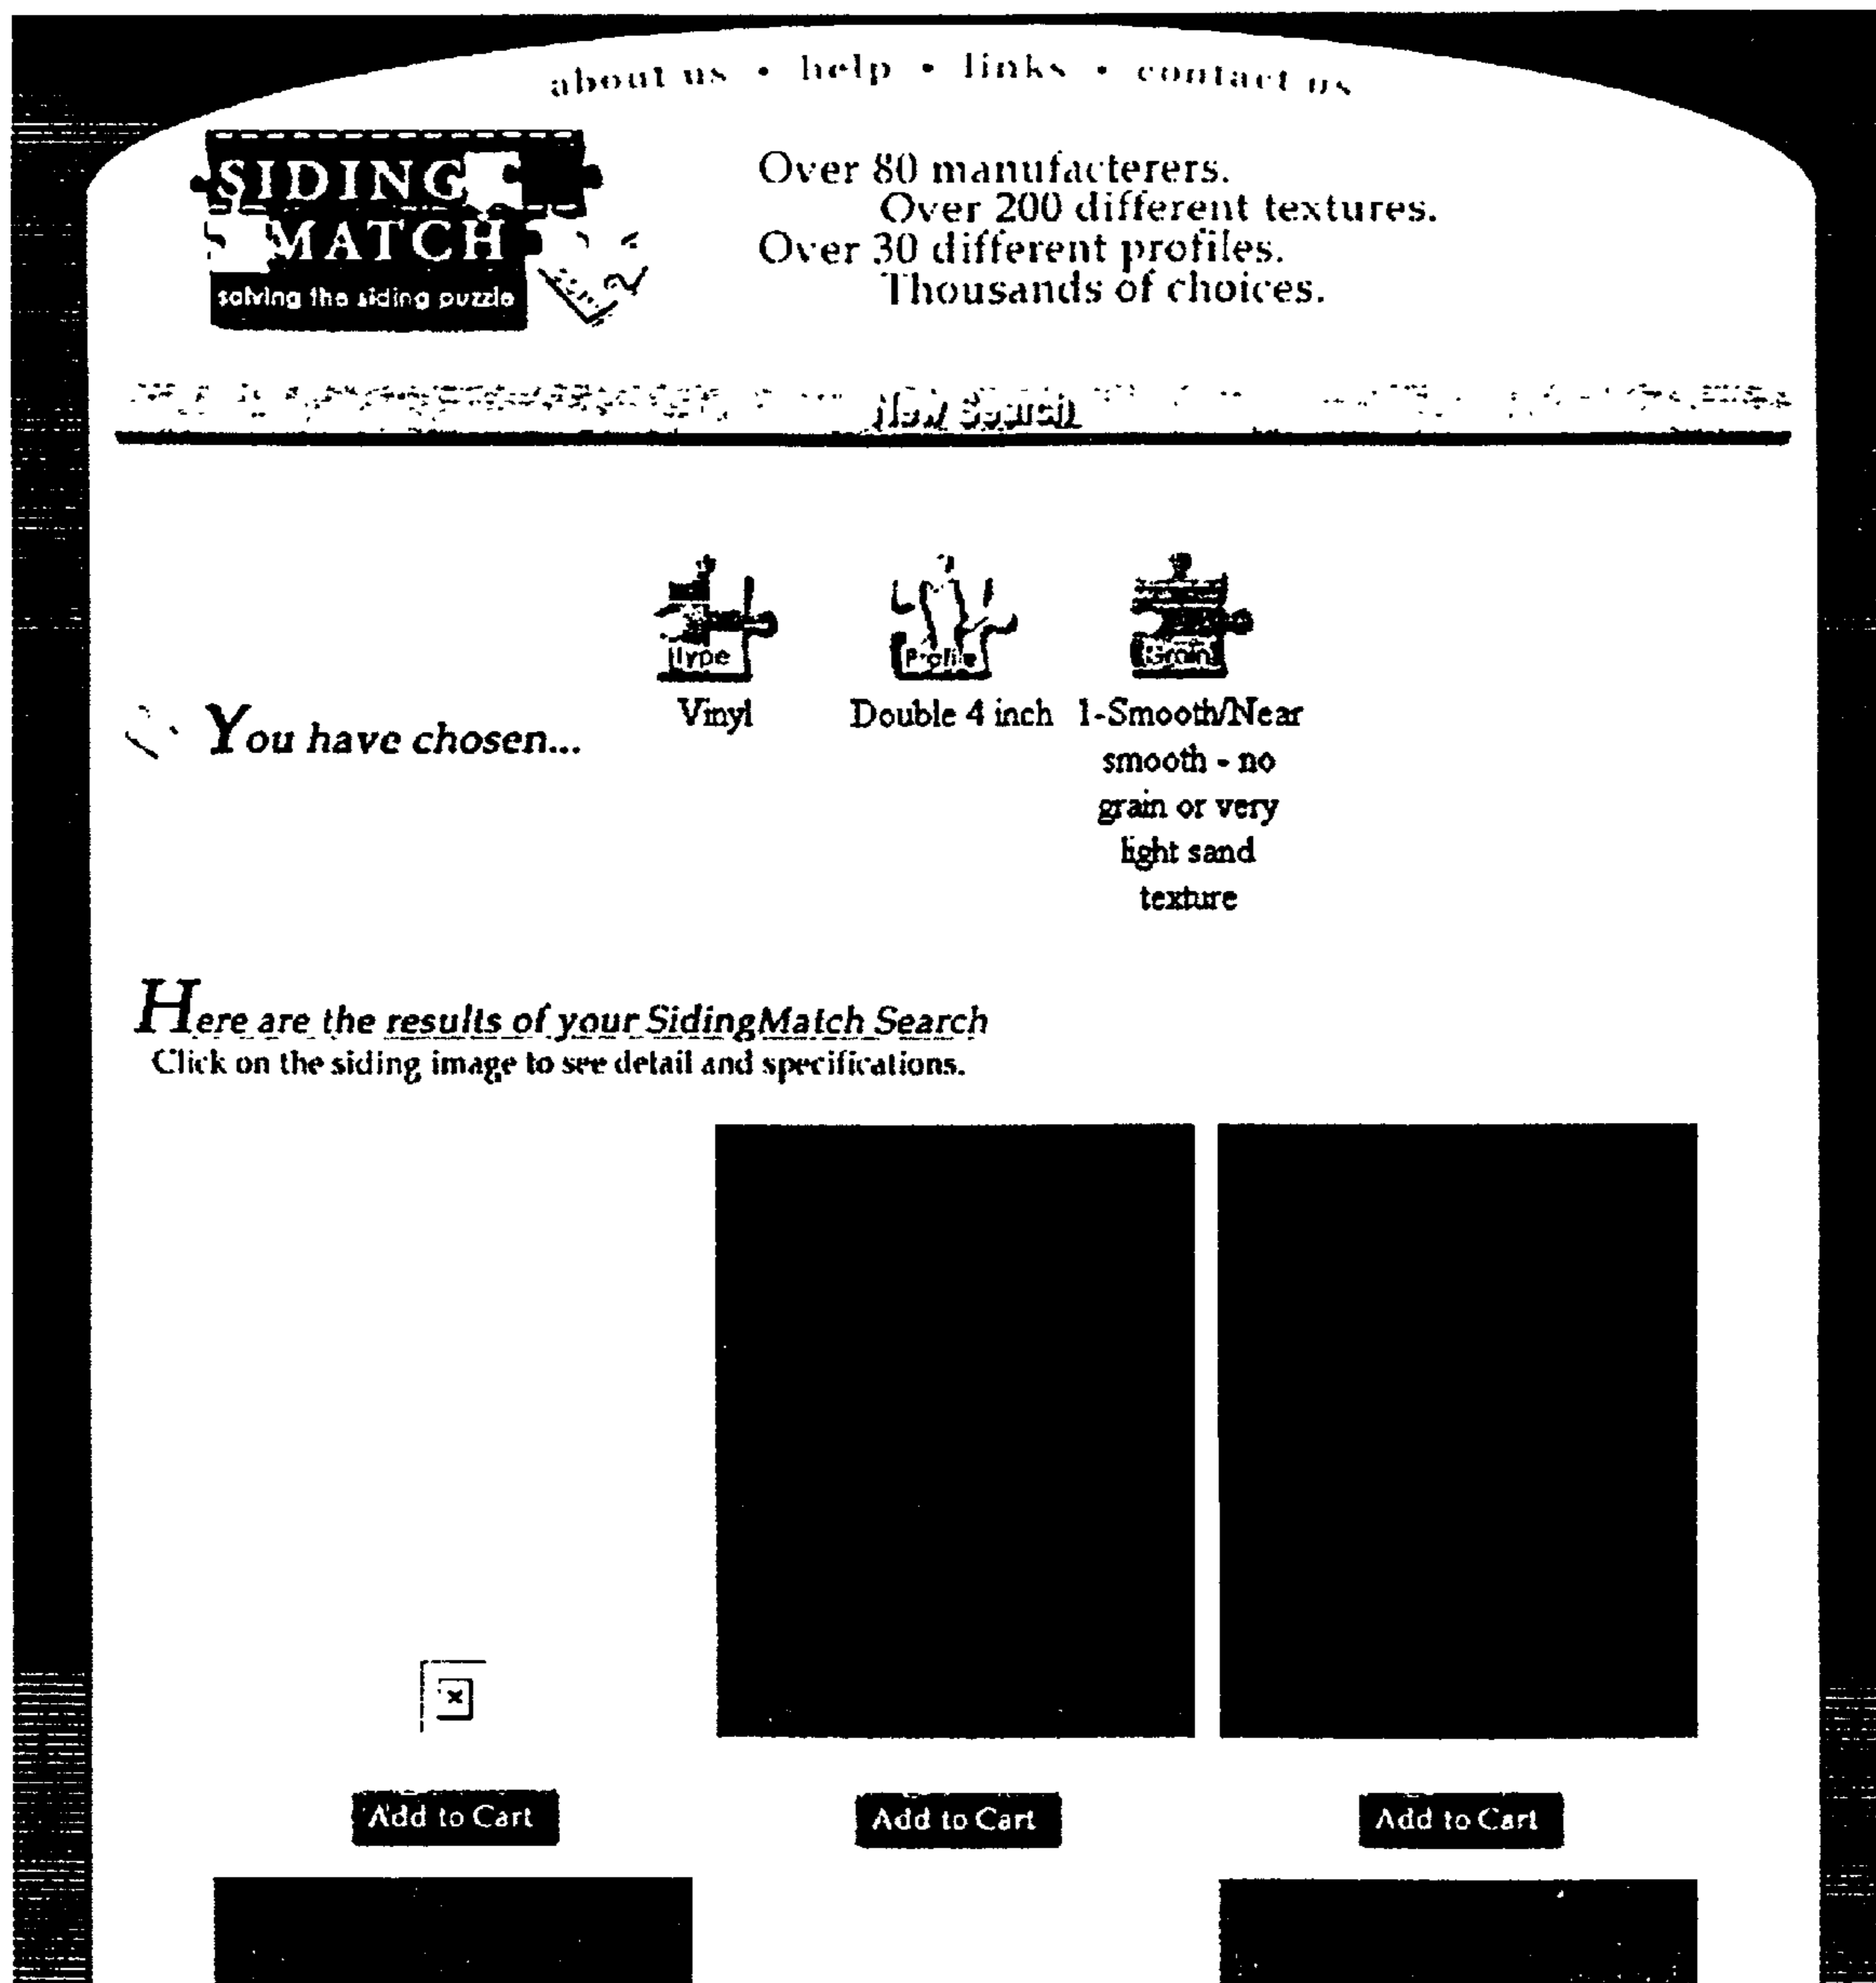 about us • help • links • contact us
SIDING
MATCH
solving the siding puzzle
Over 80 manufacterers.
Over 200 different textures.
Over 30 different profiles.
Thousands of choices.
New Search
Type
Profile
Grain
Vinyl
Double 4 inch
1-Smooth/Near
smooth - no
grain or very
light sand
texture
You have chosen...
Here are the results of your SidingMatch Search
Click on the siding image to see detail and specifications.
Add to Cart
Add to Cart
Add to Cart